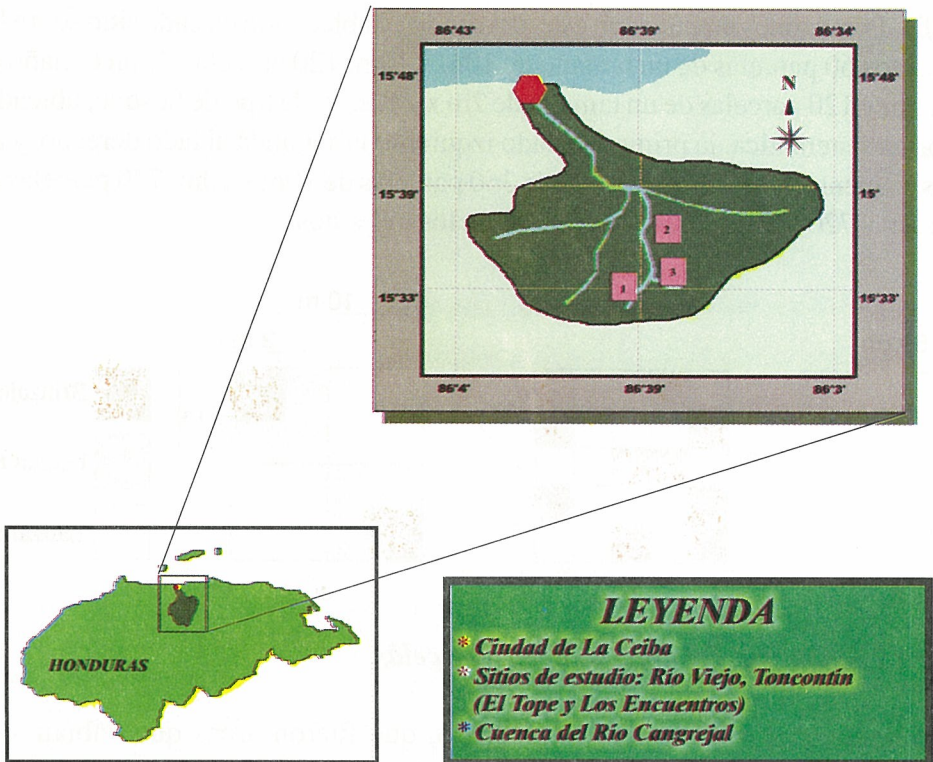 86°43'
86°39'
86°34'
15°48'
15°48'
N
15°39'
15°
2
3
1
15°33'
15°33'
86°4'
86°39'
86°3'
HONDURAS
LEYENDA
* Ciudad de La Ceiba
* Sitios de estudio: Río Viejo, Toncontín
(El Tope y Los Encuentros)
* Cuenca del Río Cangrejal